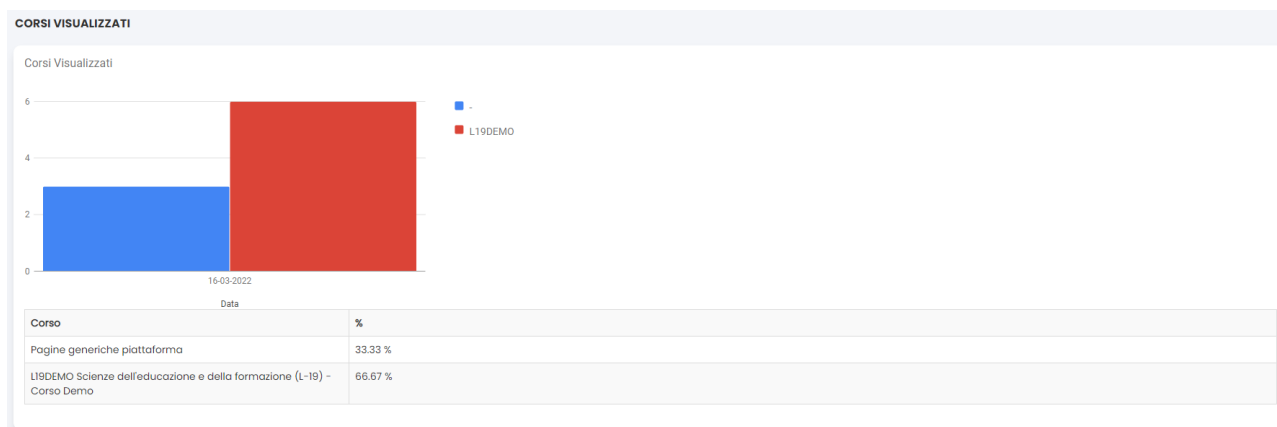 CORSI VISUALIZZATI
Corsi Visualizzati
6
4
2
0
-
L19DEMO
16-03-2022
Data
Corso %
Pagine generiche piattaforma 33.33 %
L19DEMO Scienze dell'educazione e della formazione (L-19) - 66.67 %
Corso Demo